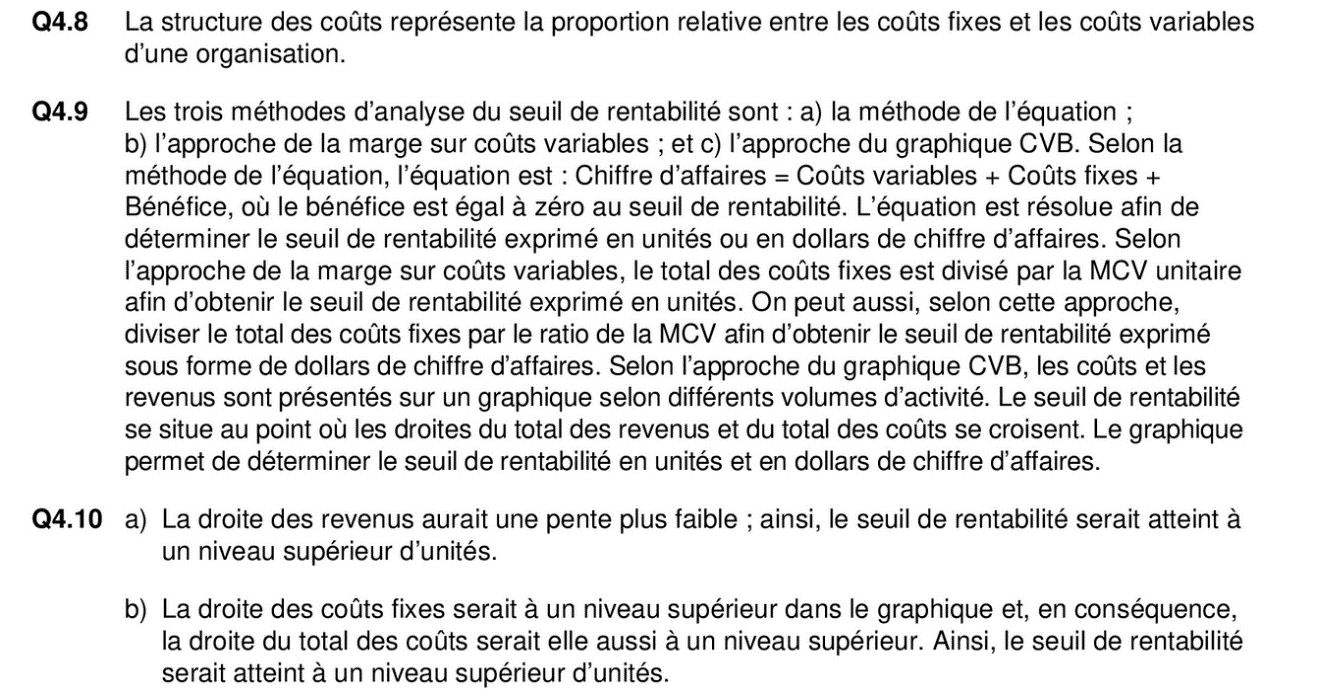 Q4.8 La structure des coûts représente la proportion relative entre les coûts fixes et les coûts variables
d’une organisation.
Q4.9 Les trois méthodes d’analyse du seuil de rentabilité sont : a) la méthode de l’équation ;
b) l’approche de la marge sur coûts variables ; et c) l’approche du graphique CVB. Selon la
méthode de l’équation, l’équation est : Chiffre d’affaires = Coûts variables + Coûts fixes +
Bénéfice, où le bénéfice est égal à zéro au seuil de rentabilité. L’équation est résolue afin de
déterminer le seuil de rentabilité exprimé en unités ou en dollars de chiffre d’affaires. Selon
l’approche de la marge sur coûts variables, le total des coûts fixes est divisé par la MCV unitaire
afin d’obtenir le seuil de rentabilité exprimé en unités. On peut aussi, selon cette approche,
diviser le total des coûts fixes par le ratio de la MCV afin d’obtenir le seuil de rentabilité exprimé
sous forme de dollars de chiffre d’affaires. Selon l’approche du graphique CVB, les coûts et les
revenus sont présentés sur un graphique selon différents volumes d’activité. Le seuil de rentabilité
se situe au point où les droites du total des revenus et du total des coûts se croisent. Le graphique
permet de déterminer le seuil de rentabilité en unités et en dollars de chiffre d’affaires.
Q4.10 a) La droite des revenus aurait une pente plus faible ; ainsi, le seuil de rentabilité serait atteint à
un niveau supérieur d’unités.
b) La droite des coûts fixes serait à un niveau supérieur dans le graphique et, en conséquence,
la droite du total des coûts serait elle aussi à un niveau supérieur. Ainsi, le seuil de rentabilité
serait atteint à un niveau supérieur d’unités.